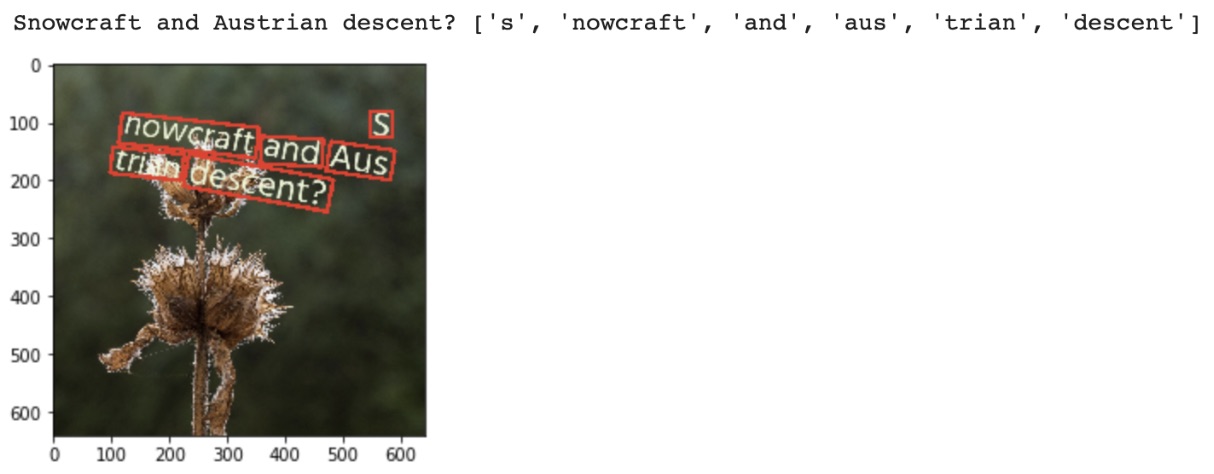 Snowcraft and Austrian descent? ['s', 'nowcraft', 'and', 'aus', 'trian', 'descent']
0
100
200
300
400
500
600
S
nowcraft and Aus
trian descent?
0 100 200 300 400 500 600